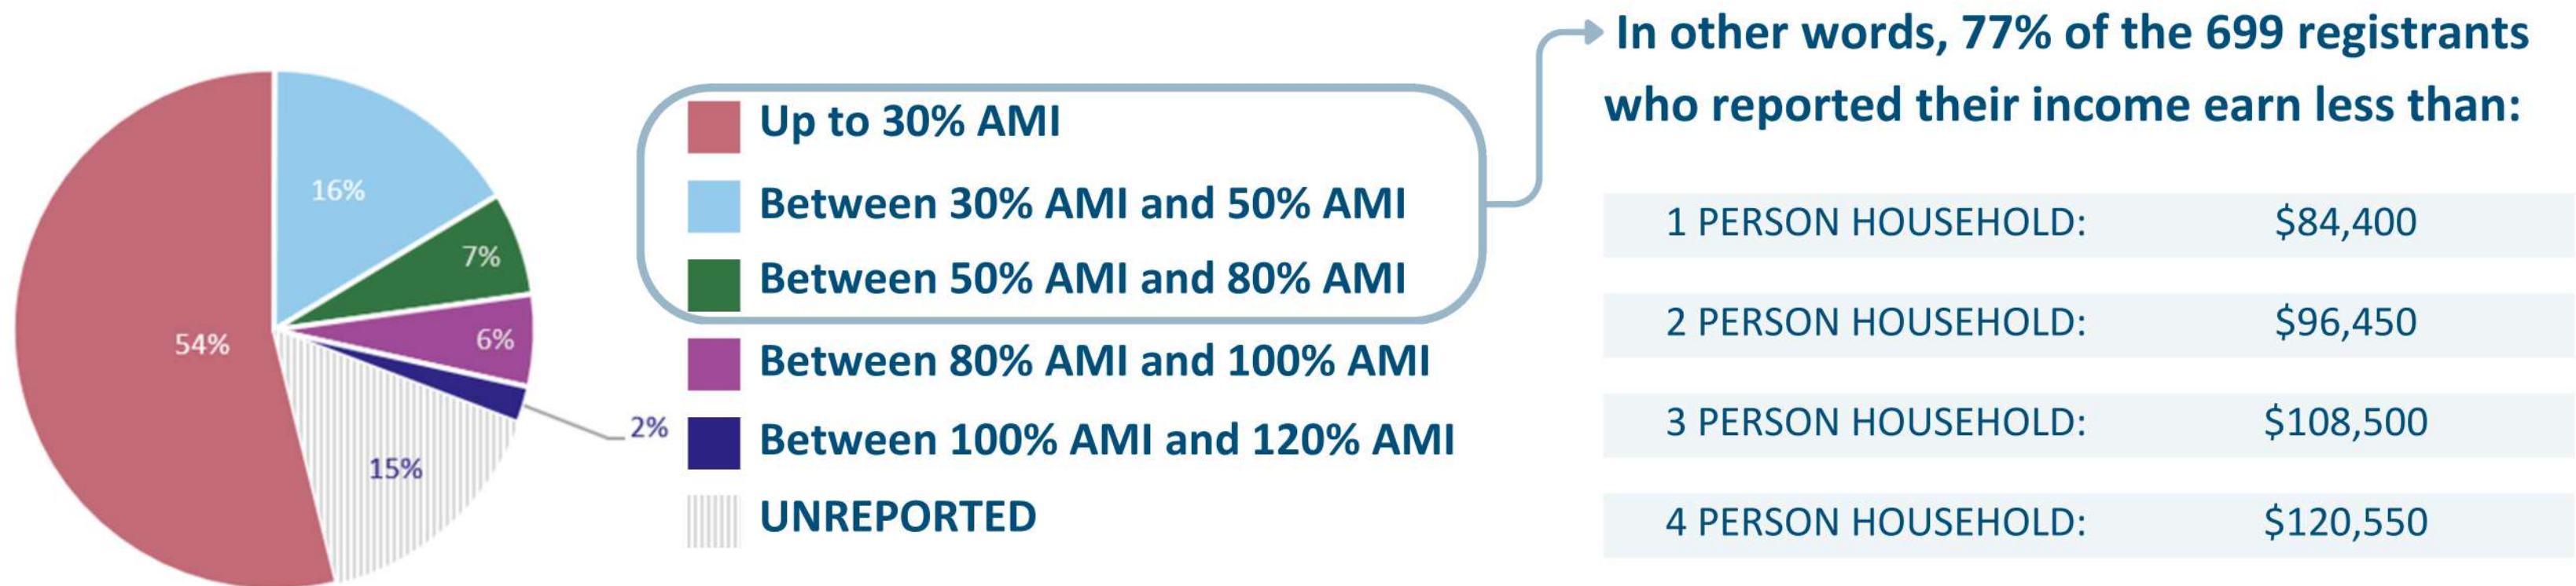 16%
7%
6%
54%
2%
15%
Up to 30% AMI
Between 30% AMI and 50% AMI
Between 50% AMI and 80% AMI
Between 80% AMI and 100% AMI
Between 100% AMI and 120% AMI
UNREPORTED
In other words, 77% of the 699 registrants
who reported their income earn less than:
1 PERSON HOUSEHOLD: $84,400
2 PERSON HOUSEHOLD: $96,450
3 PERSON HOUSEHOLD: $108,500
4 PERSON HOUSEHOLD: $120,550